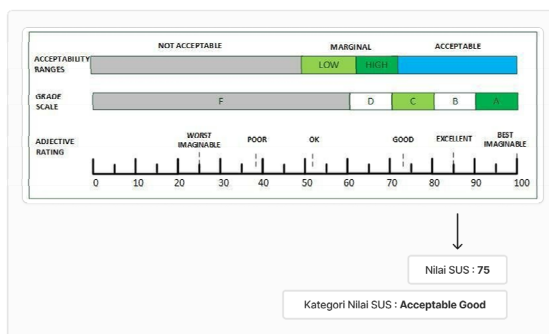 NOT ACCEPTABLE MARGINAL ACCEPTABLE
ACCEPTABILITY RANGES
LOW HIGH
GRADE SCALE
F D C B A
ADJECTIVE RATING
WORST IMAGINABLE POOR OK GOOD EXCELLENT BEST IMAGINABLE
0 10 20 30 40 50 60 70 80 90 100
Nilai SUS : 75
Kategori Nilai SUS : Acceptable Good